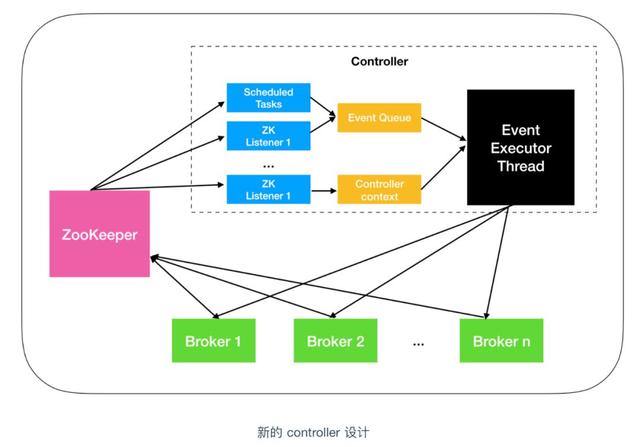 Controller
Scheduled
Tasks
ZK
Listener 1
...
ZK
Listener 1
Event Queue
Controller
context
Event
Executor
Thread
ZooKeeper
Broker 1
Broker 2
...
Broker n
新的 controller 设计